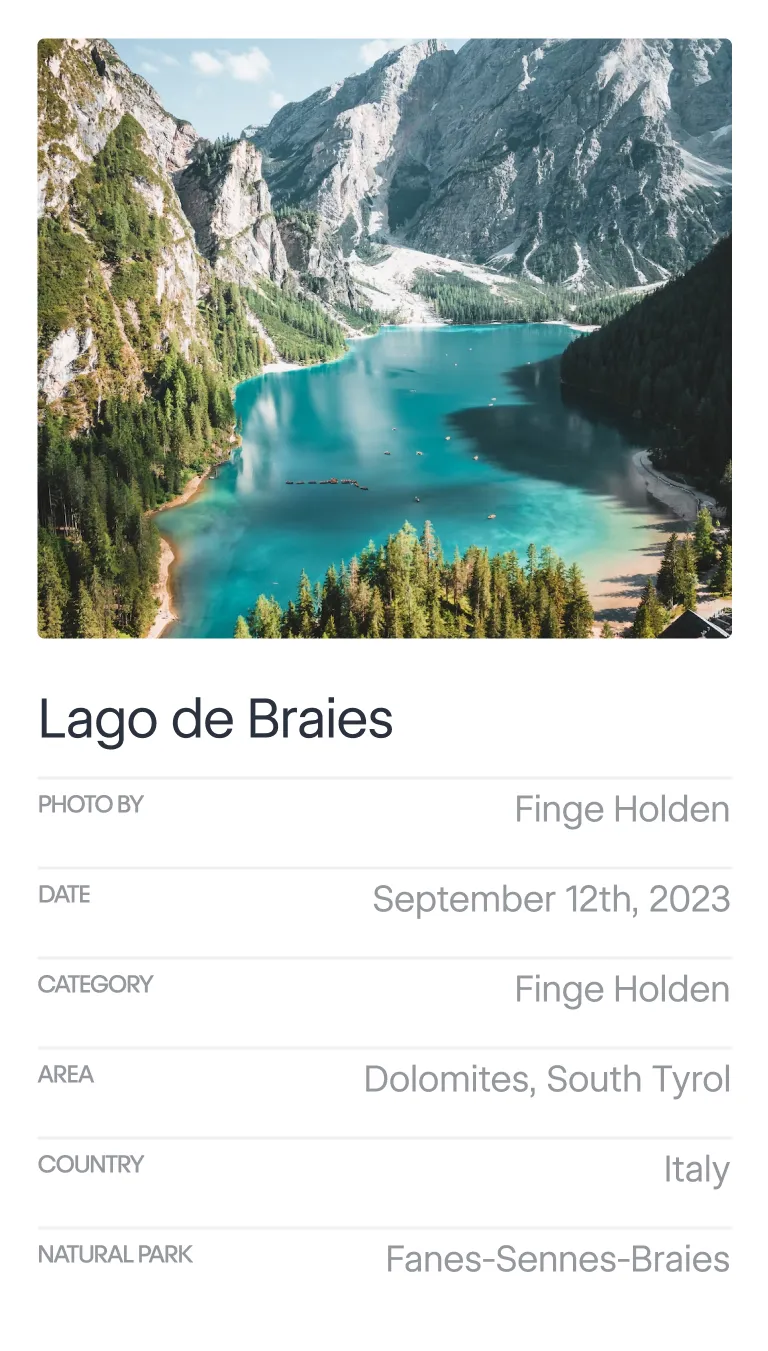 Lago de Braies
PHOTO BY
Finge Holden
DATE
September 12th, 2023
CATEGORY
Finge Holden
AREA
Dolomites, South Tyrol
COUNTRY
Italy
NATURAL PARK
Fanes-Sennes-Braies